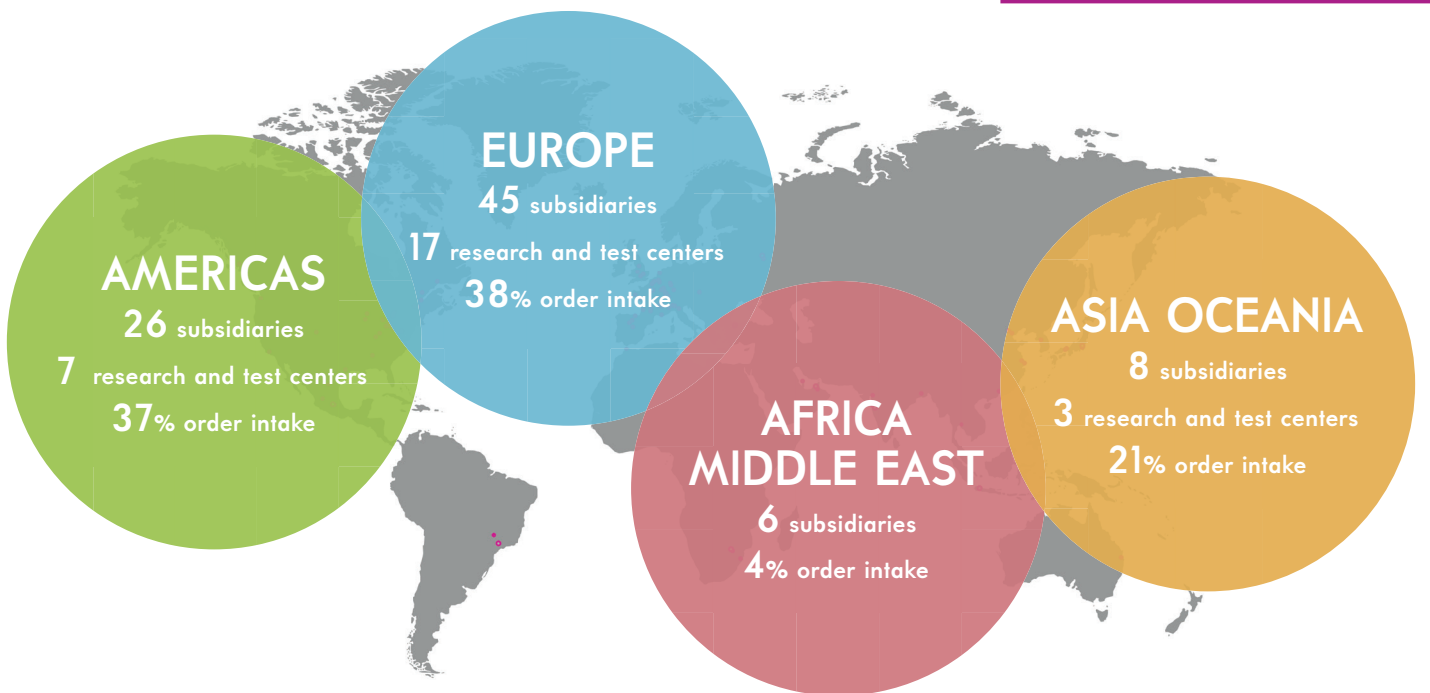 EUROPE
45 subsidiaries
17 research and test centers
38% order intake
AMERICAS
26 subsidiaries
7 research and test centers
37% order intake
ASIA OCEANIA
8 subsidiaries
3 research and test centers
21% order intake
AFRICA
MIDDLE EAST
6 subsidiaries
4% order intake